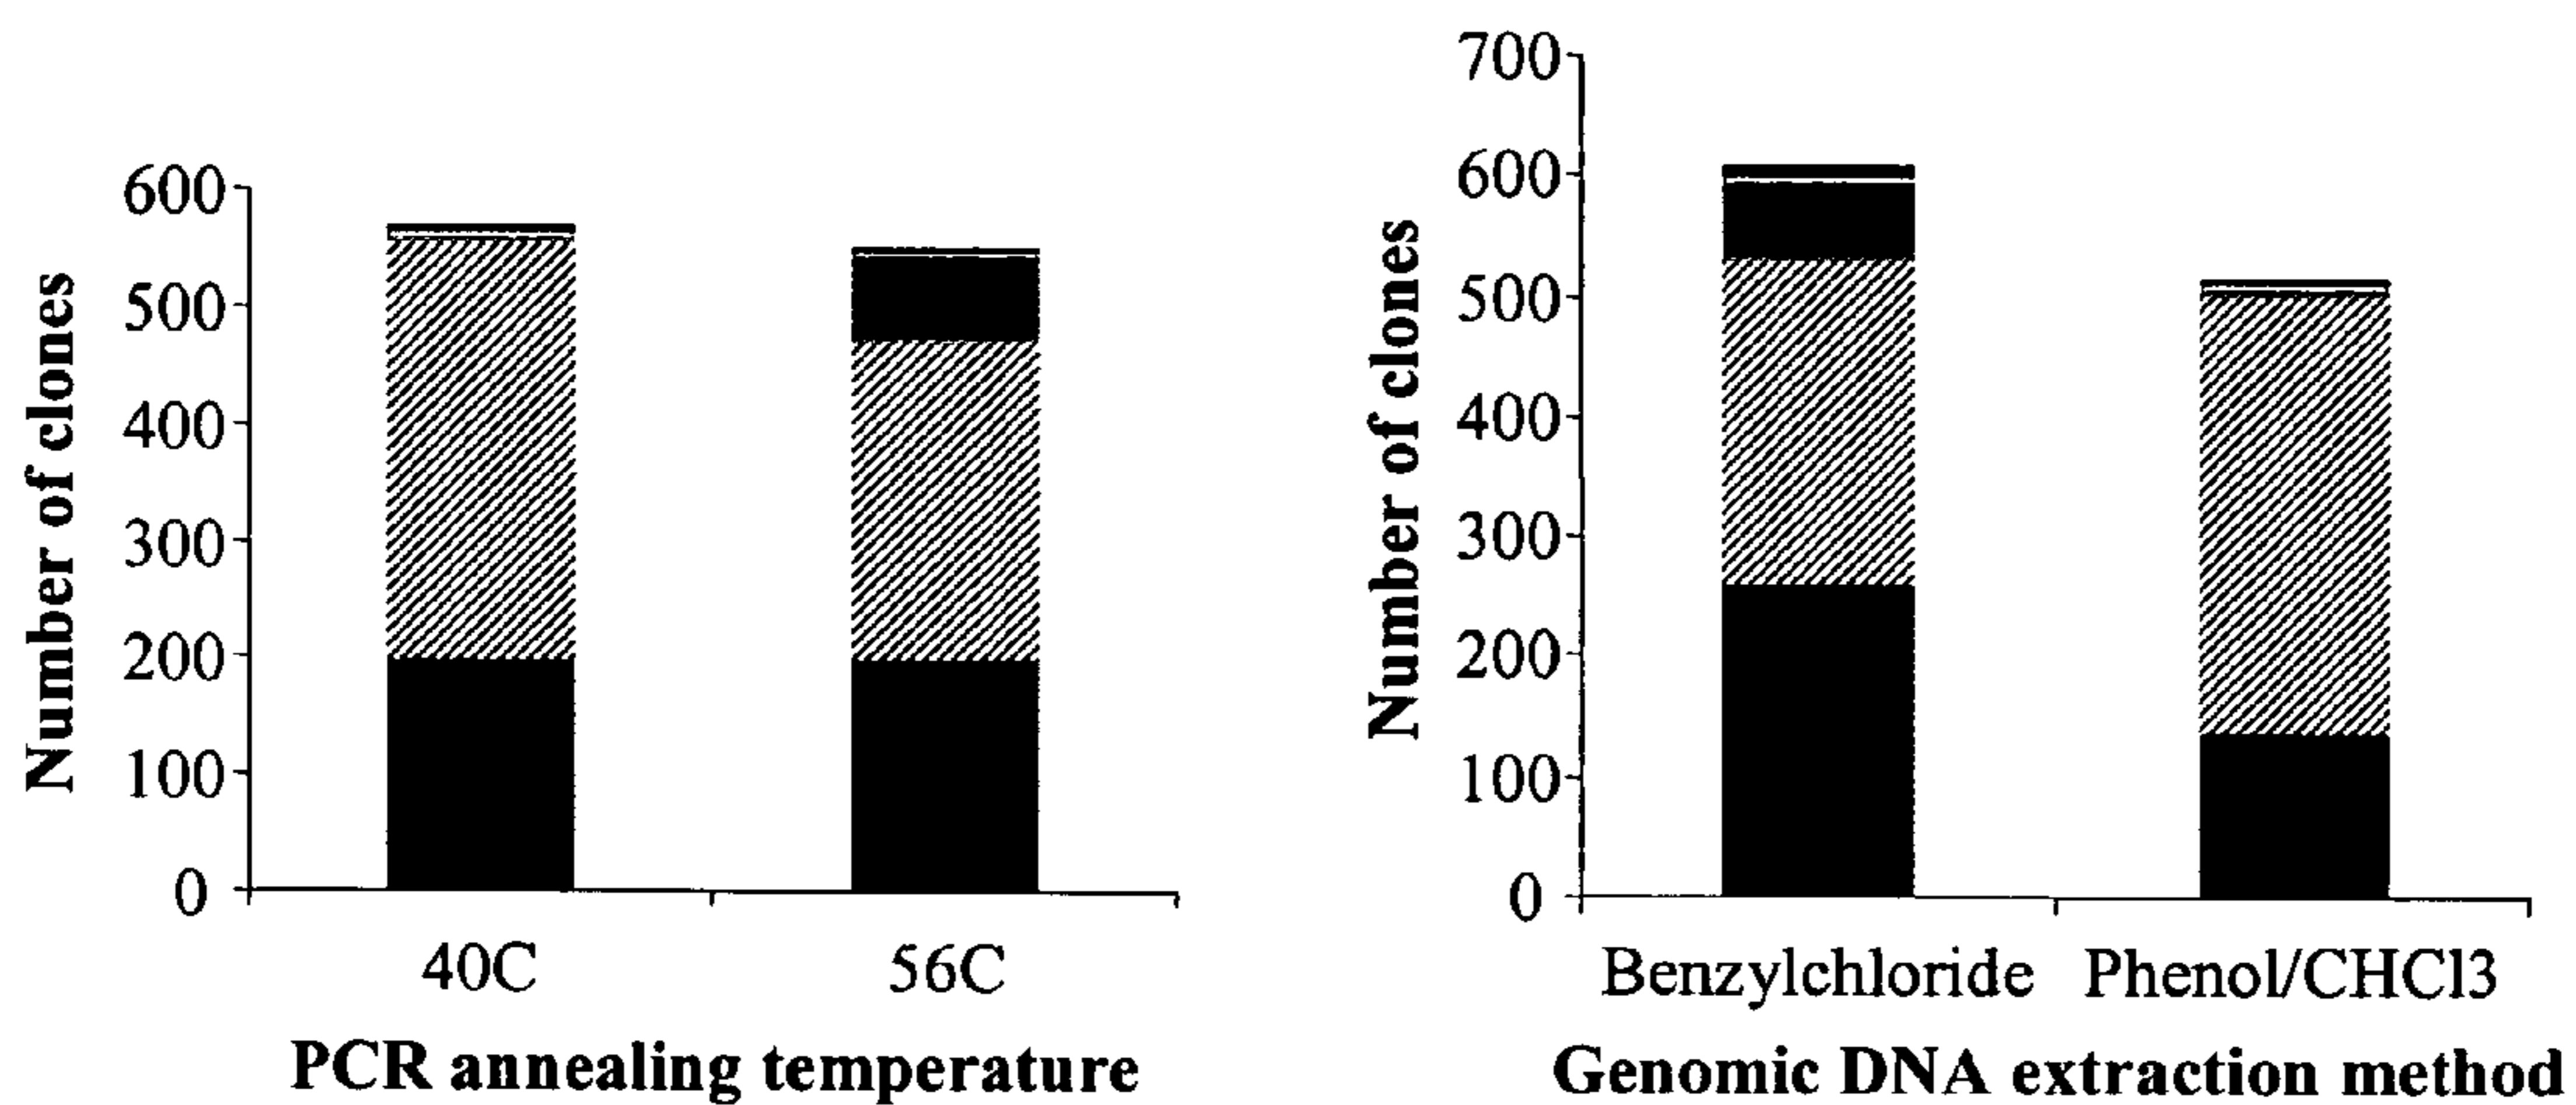 Number of clones
600
500
400
300
200
100
0
40C 56C
PCR annealing temperature
Number of clones
700
600
500
400
300
200
100
0
Benzylchloride Phenol/CHCl3
Genomic DNA extraction method